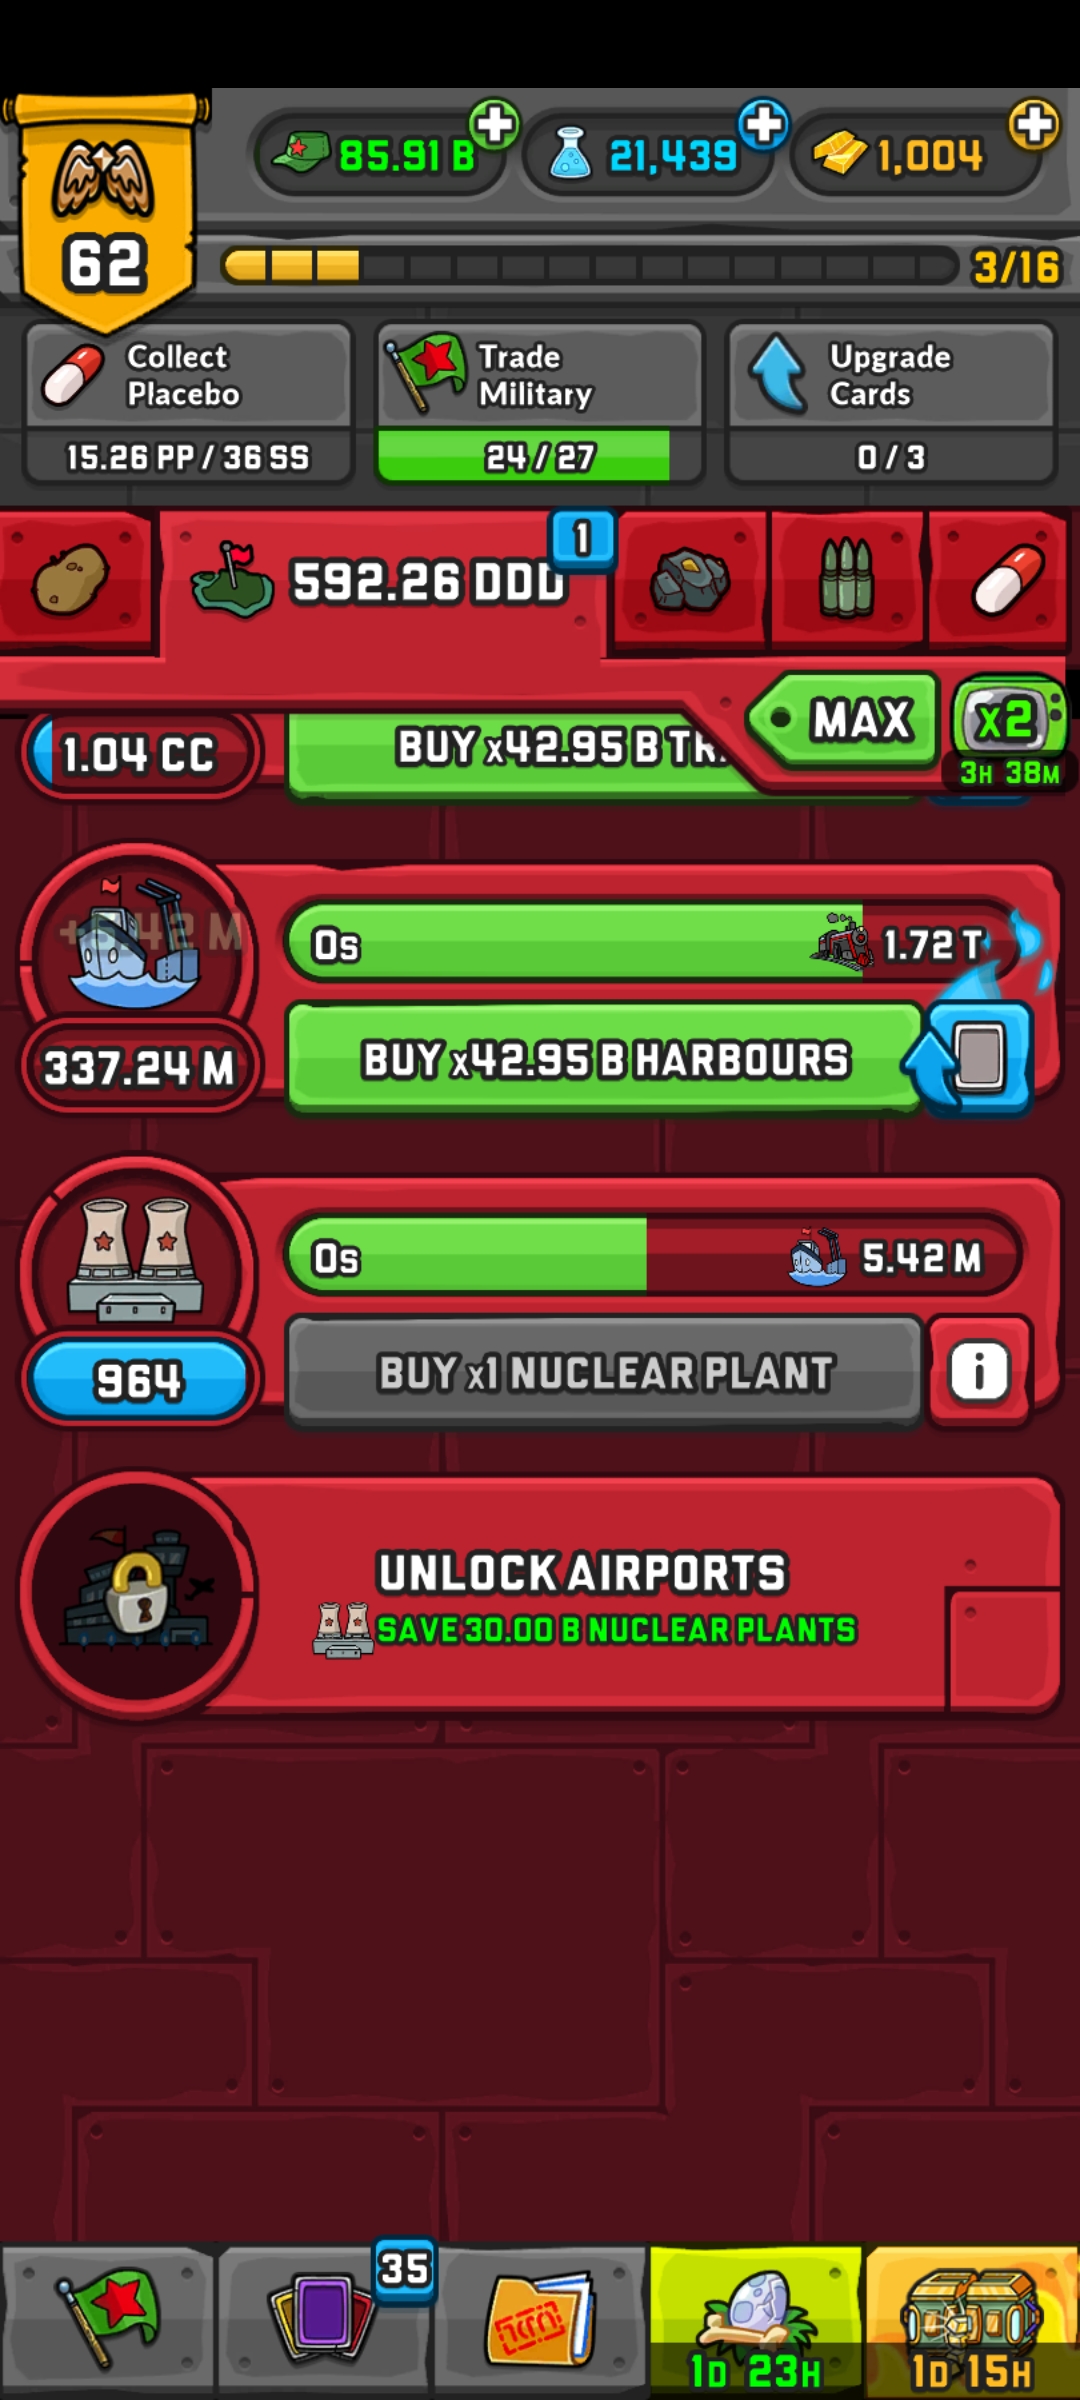 85.91 B
21,439
1,004
62
3/16
Collect
Placebo
15.26 PP / 36 SS
Trade
Military
24 / 27
Upgrade
Cards
0 / 3
592.26 DDD
1
MAX
x2
3H 38M
1.04 CC
BUY x42.95 B TR
+5.42 M
0s
1.72 T
337.24 M
BUY x42.95 B HARBOURS
0s
5.42 M
964
BUY x1 NUCLEAR PLANT
i
UNLOCK AIRPORTS
SAVE 30.00 B NUCLEAR PLANTS
35
1D 23H
1D 15H